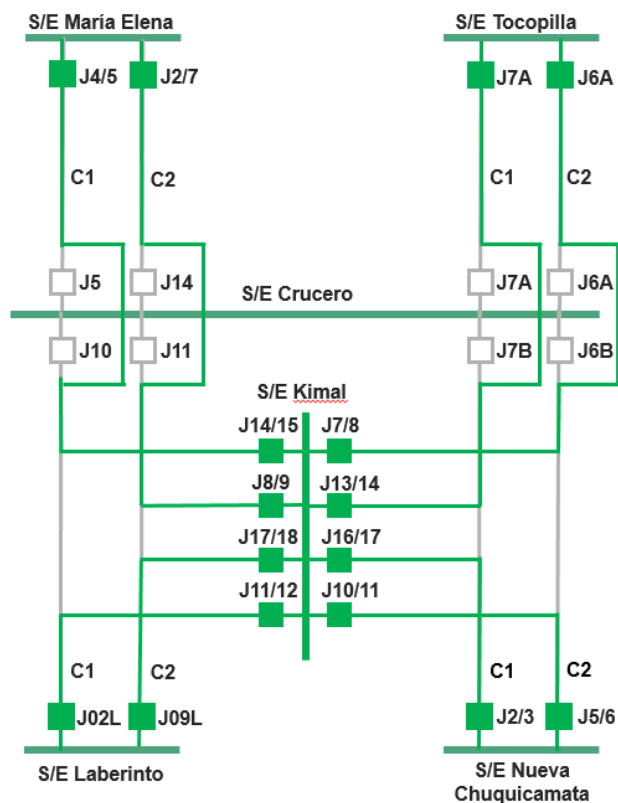 S/E María Elena
S/E Tocopilla
J4/5
J2/7
J7A
J6A
C1
C2
C1
C2
J5
J14
S/E Crucero
J7A
J6A
J10
J11
J7B
J6B
S/E Kimal
J14/15
J7/8
J8/9
J13/14
J17/18
J16/17
J11/12
J10/11
C1
C2
C1
C2
J02L
J09L
J2/3
J5/6
S/E Laberinto
S/E Nueva
Chuquicamata